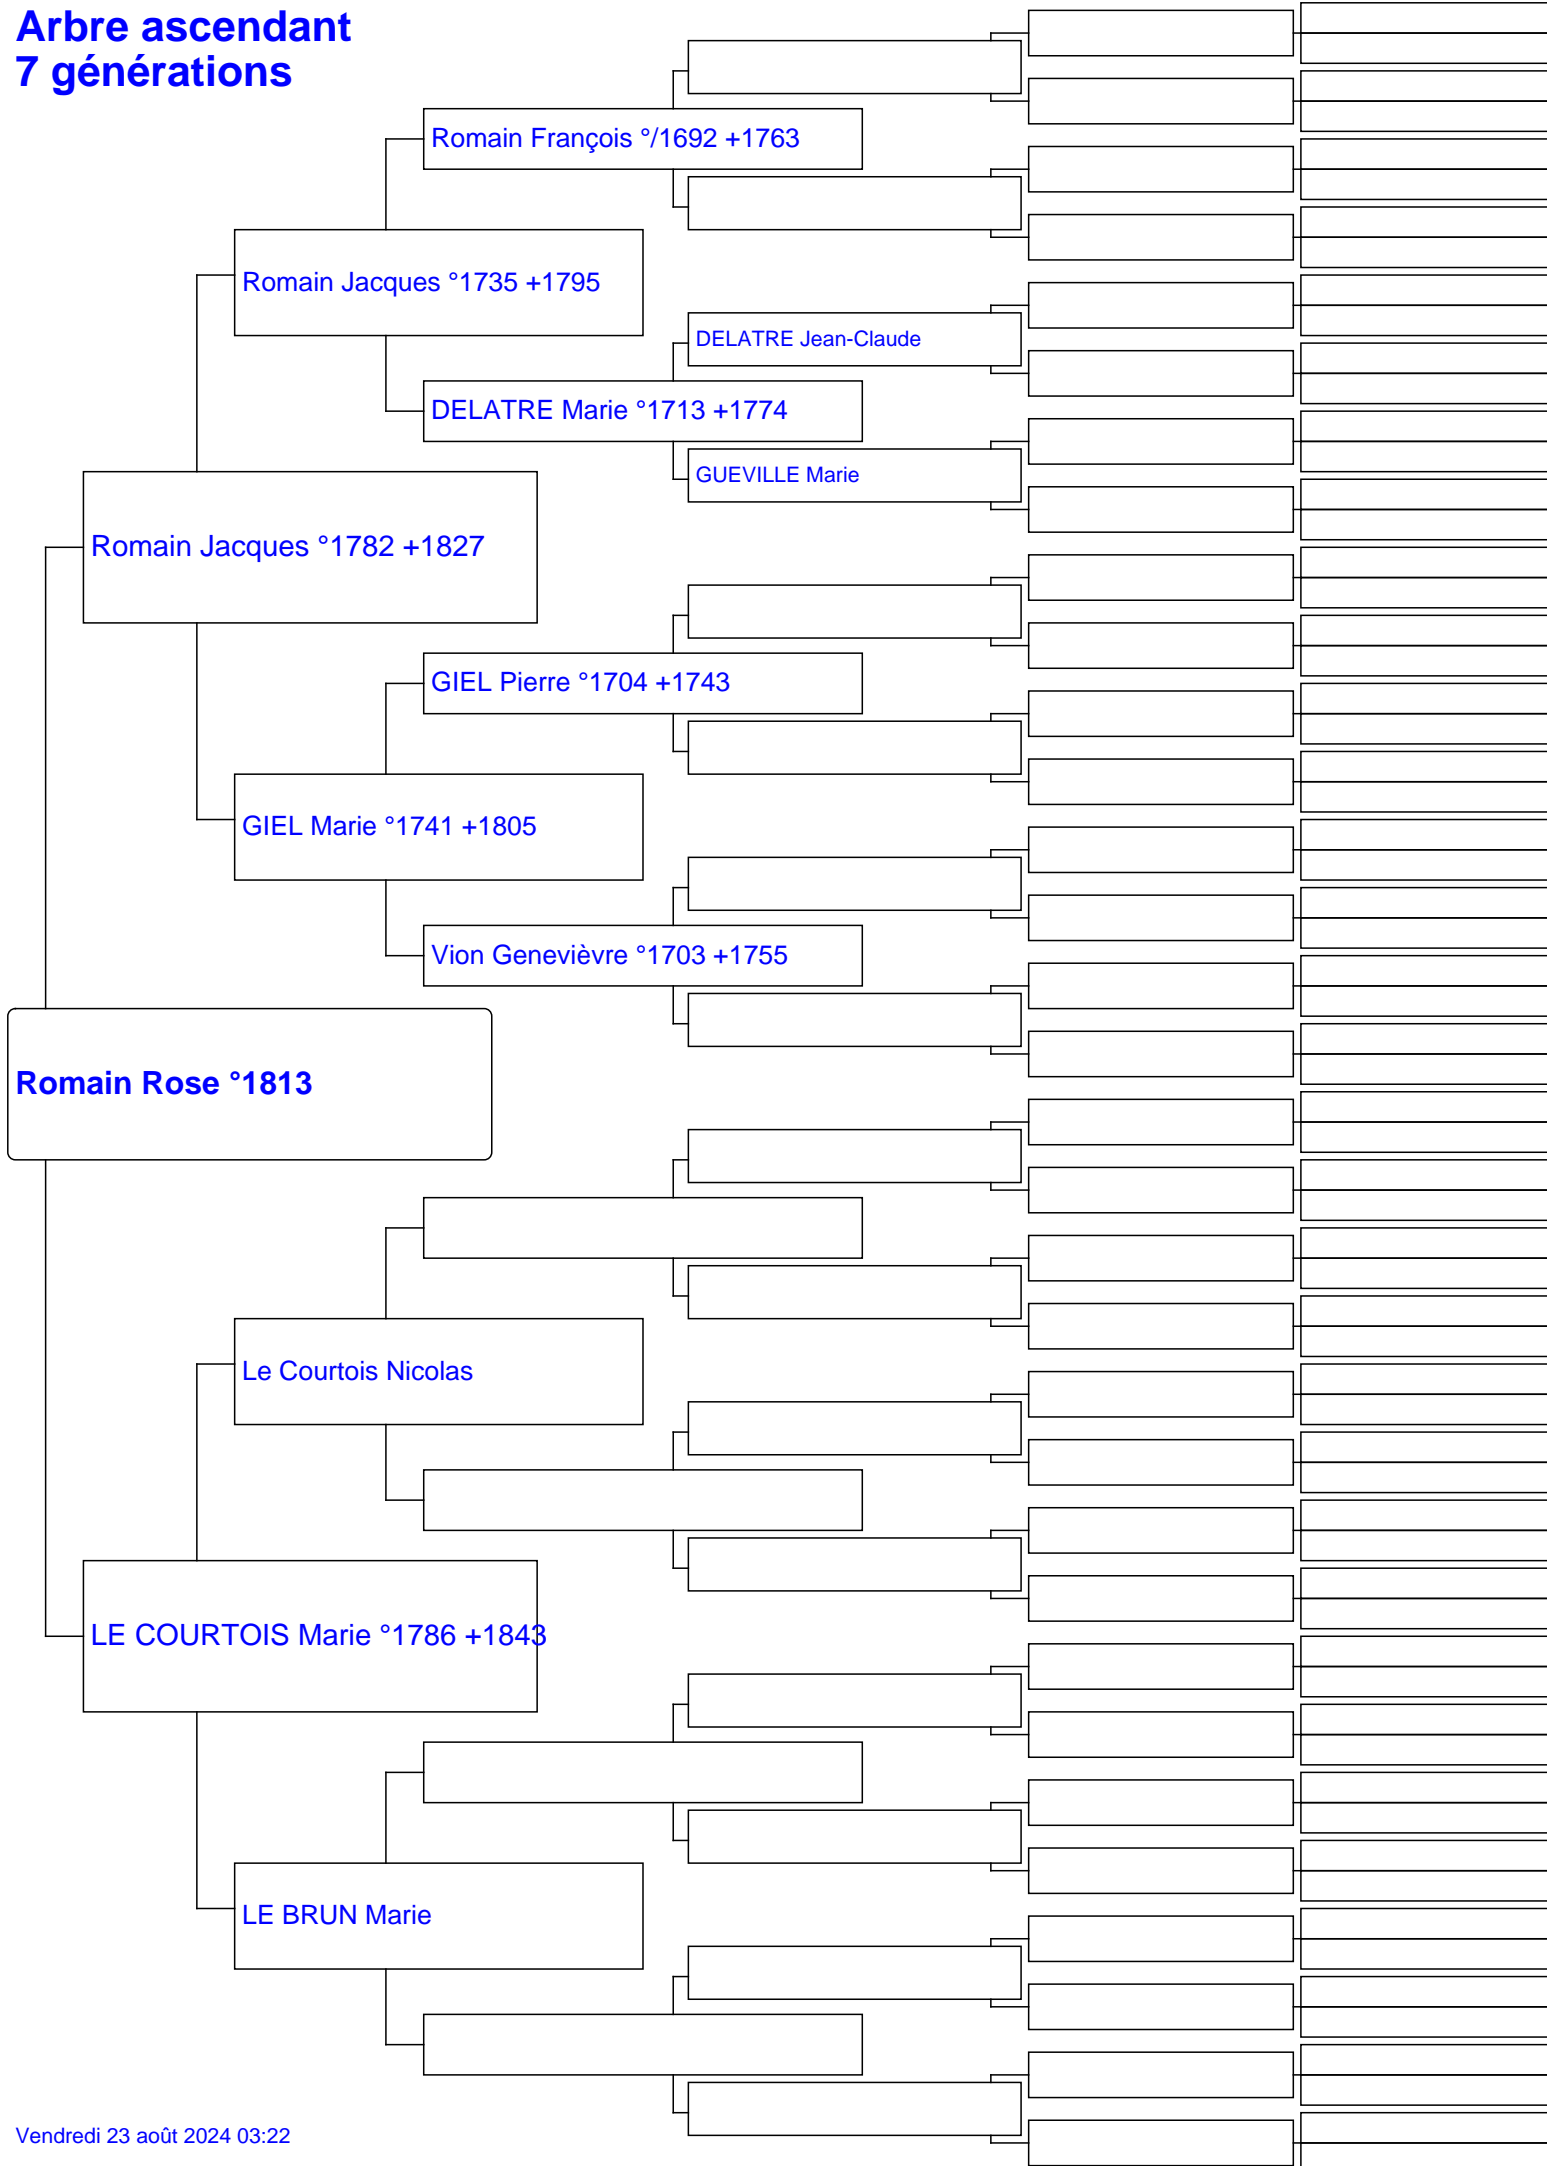 Arbre ascendant
7 générations
Romain François °/1692 +1763
Romain Jacques °1735 +1795
DELATRE Jean-Claude
DELATRE Marie °1713 +1774
GUEVILLE Marie
Romain Jacques °1782 +1827
GIEL Pierre °1704 +1743
GIEL Marie °1741 +1805
Vion Genevièvre °1703 +1755
Romain Rose °1813
Le Courtois Nicolas
LE COURTOIS Marie °1786 +1843
LE BRUN Marie
Vendredi 23 août 2024 03:22